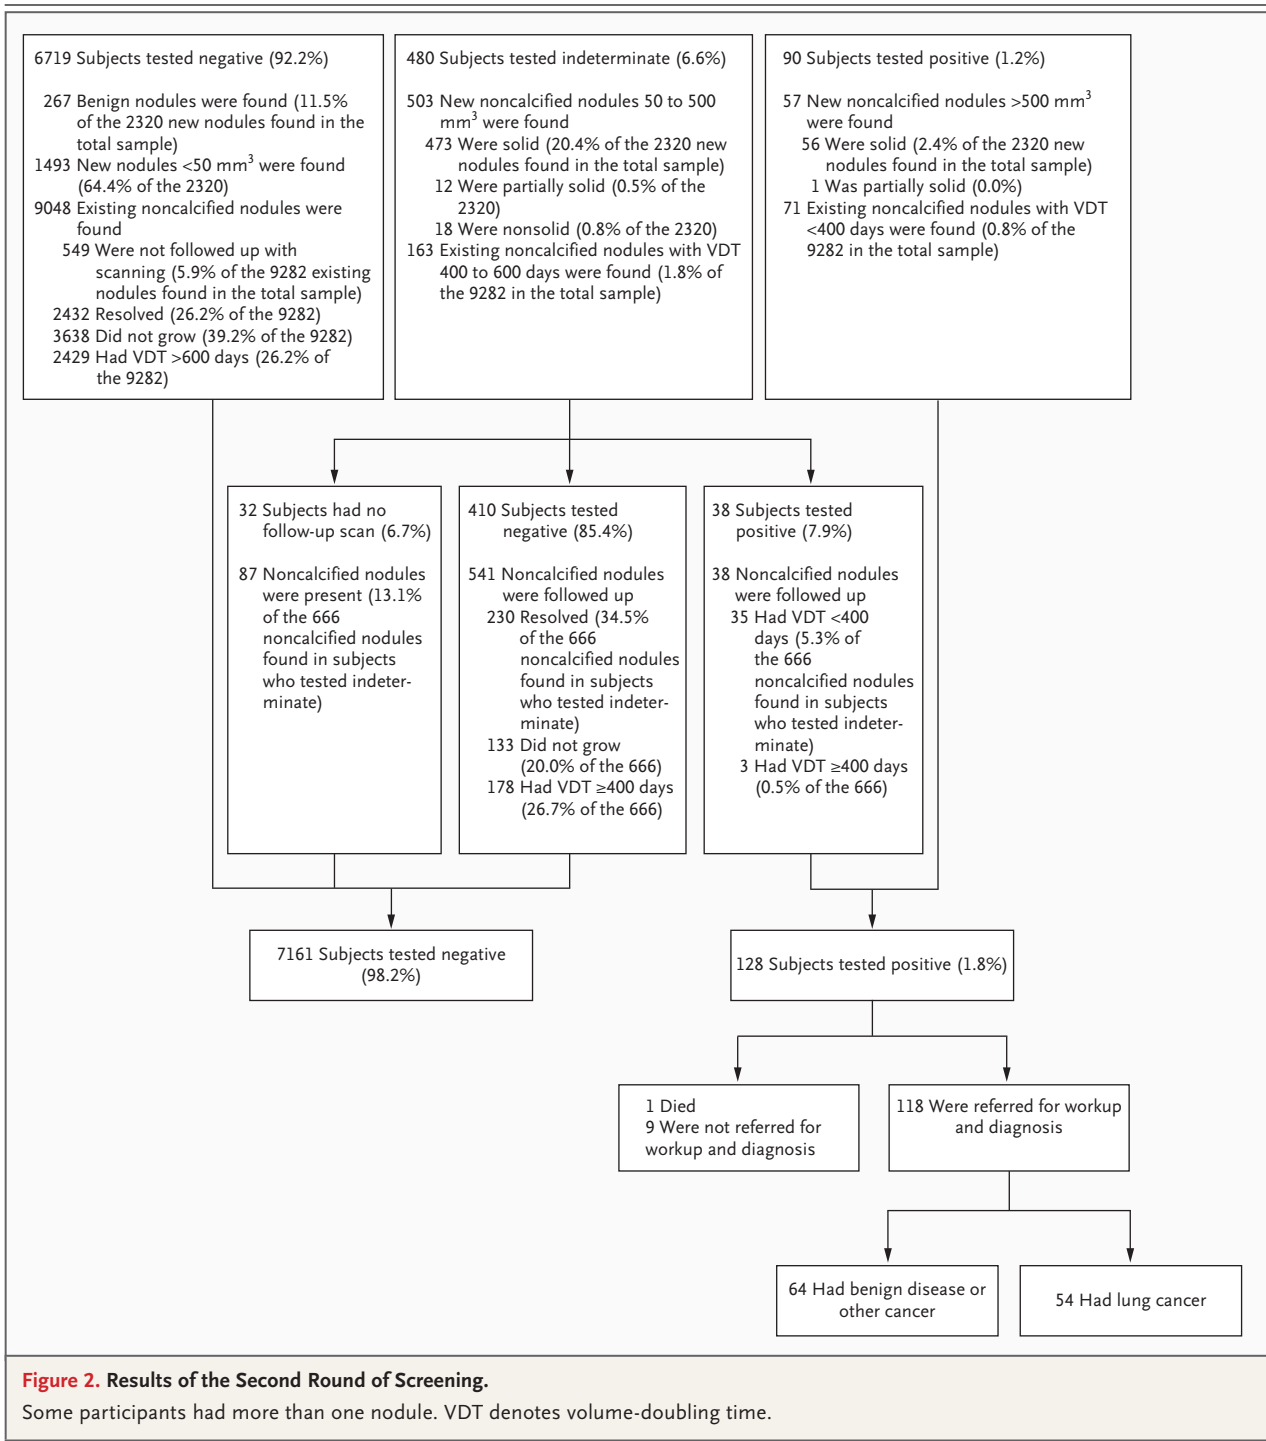 6719 Subjects tested negative (92.2%)
267 Benign nodules were found (11.5%
of the 2320 new nodules found in the
total sample)
1493 New nodules <50 mm³ were found
(64.4% of the 2320)
9048 Existing noncalcified nodules were
found
549 Were not followed up with
scanning (5.9% of the 9282 existing
nodules found in the total sample)
2432 Resolved (26.2% of the 9282)
3638 Did not grow (39.2% of the 9282)
2429 Had VDT >600 days (26.2% of
the 9282)
480 Subjects tested indeterminate (6.6%)
503 New noncalcified nodules 50 to 500
mm³ were found
473 Were solid (20.4% of the 2320 new
nodules found in the total sample)
12 Were partially solid (0.5% of the
2320)
18 Were nonsolid (0.8% of the 2320)
163 Existing noncalcified nodules with VDT
400 to 600 days were found (1.8% of
the 9282 in the total sample)
90 Subjects tested positive (1.2%)
57 New noncalcified nodules >500 mm³
were found
56 Were solid (2.4% of the 2320 new
nodules found in the total sample)
1 Was partially solid (0.0%)
71 Existing noncalcified nodules with VDT
<400 days were found (0.8% of the
9282 in the total sample)
32 Subjects had no
follow-up scan (6.7%)
87 Noncalcified nodules
were present (13.1%
of the 666
noncalcified nodules
found in subjects
who tested indeter-
minate)
410 Subjects tested
negative (85.4%)
541 Noncalcified nodules
were followed up
230 Resolved (34.5%
of the 666
noncalcified nodules
found in subjects
who tested indeter-
minate)
133 Did not grow
(20.0% of the 666)
178 Had VDT ≥400 days
(26.7% of the 666)
38 Subjects tested
positive (7.9%)
38 Noncalcified nodules
were followed up
35 Had VDT <400
days (5.3% of
the 666
noncalcified nodules
found in subjects
who tested indeter-
minate)
3 Had VDT ≥400 days
(0.5% of the 666)
7161 Subjects tested negative
(98.2%)
128 Subjects tested positive (1.8%)
1 Died
9 Were not referred for
workup and diagnosis
118 Were referred for workup
and diagnosis
64 Had benign disease or
other cancer
54 Had lung cancer
Figure 2. Results of the Second Round of Screening.
Some participants had more than one nodule. VDT denotes volume-doubling time.